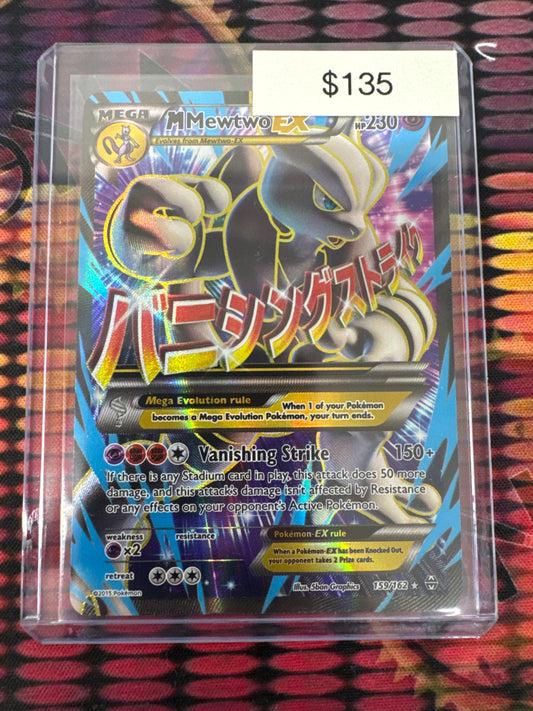 $135
MEGA
M Mewtwo EX
HP230
Evolves from Mewtwo-EX
バニシングストライク
Mega Evolution rule
When 1 of your Pokémon
becomes a Mega Evolution Pokémon, your turn ends.
Vanishing Strike 150+
If there is any Stadium card in play, this attack does 50 more
damage, and this attack's damage isn't affected by Resistance
or any effects on your opponent's Active Pokémon.
weakness
×2
resistance
retreat
Pokémon-EX rule
When a Pokémon-EX has been Knocked Out,
your opponent takes 2 Prize cards.
©2015 Pokémon
Illus. 5ban Graphics
159/162